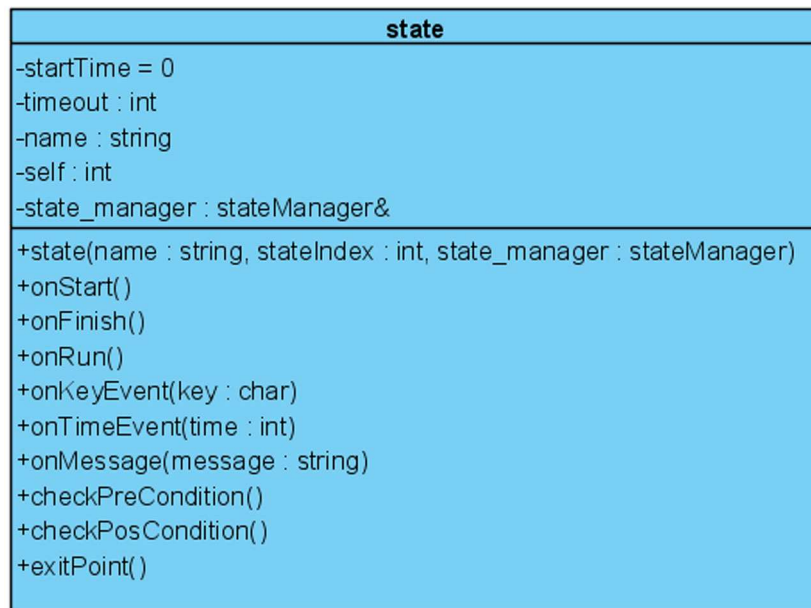 state
-startTime = 0
-timeout : int
-name : string
-self : int
-state_manager : stateManager&
+state(name : string, stateIndex : int, state_manager : stateManager)
+onStart()
+onFinish()
+onRun()
+onKeyEvent(key : char)
+onTimeEvent(time : int)
+onMessage(message : string)
+checkPreCondition()
+checkPosCondition()
+exitPoint()